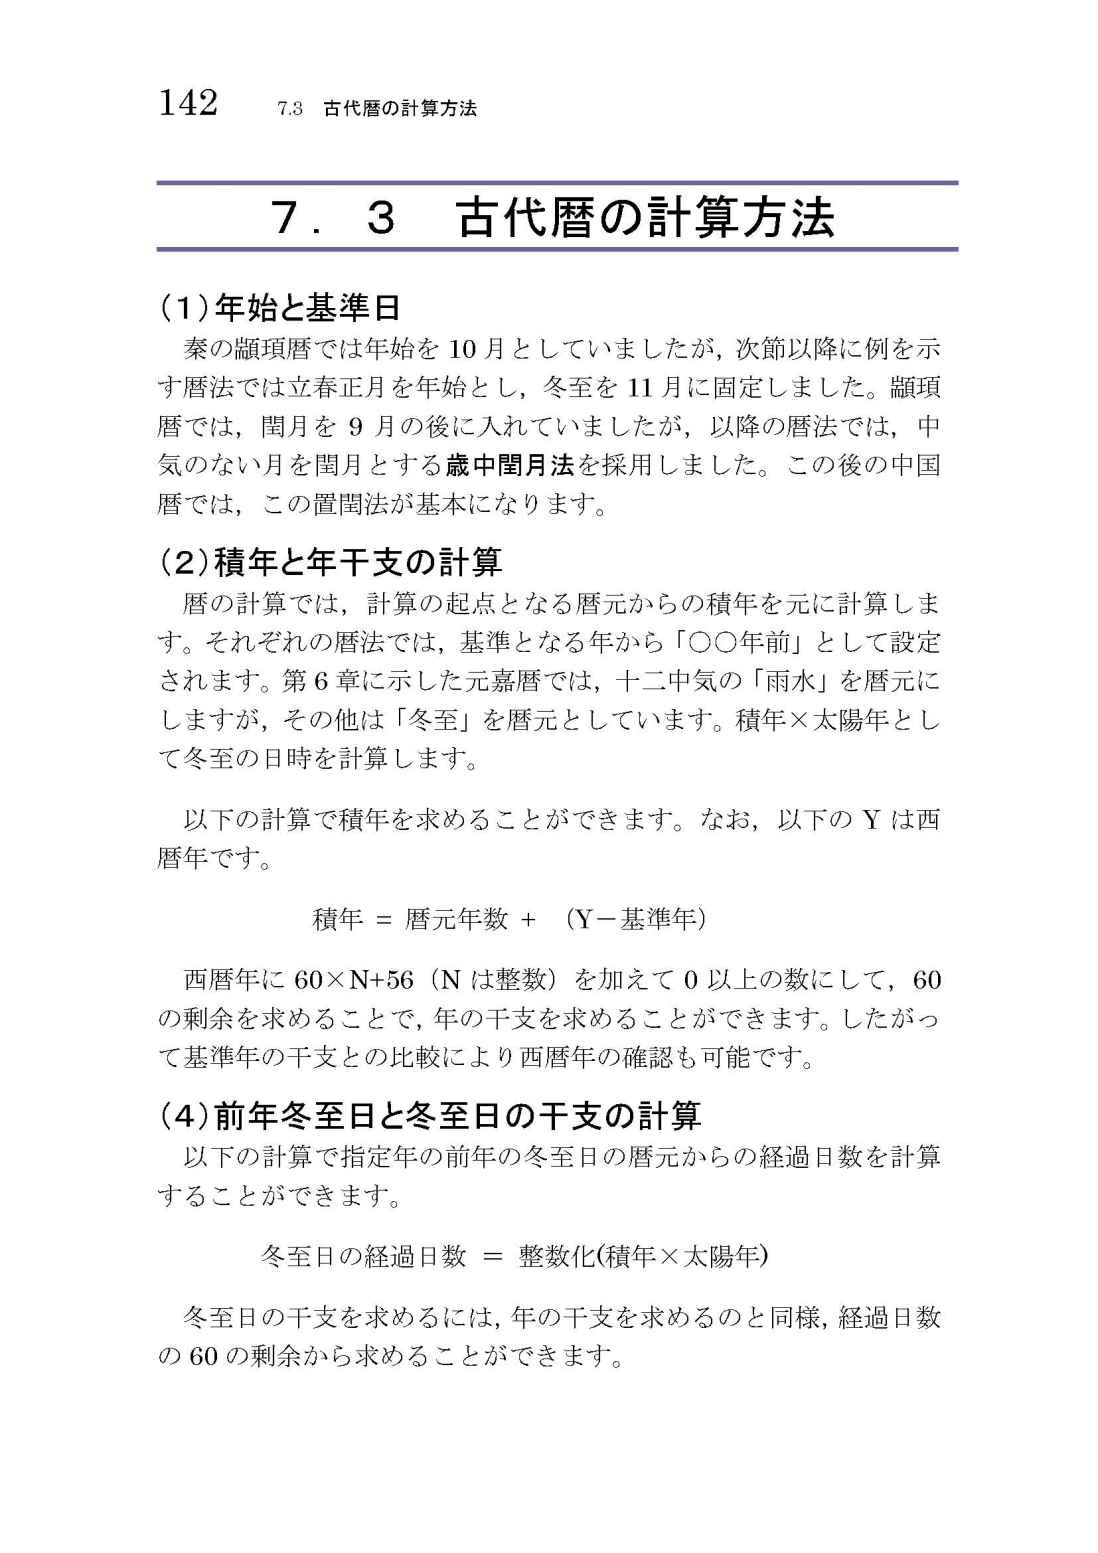 142 7.3 古代暦の計算方法
7. 3 古代暦の計算方法
(1)年始と基準日
秦の顓頊暦では年始を 10 月としていましたが, 次節以降に例を示
す暦法では立春正月を年始とし, 冬至を 11 月に固定しました。顓頊
暦では, 閏月を 9 月の後に入れていましたが, 以降の暦法では, 中
気のない月を閏月とする歳中閏月法を採用しました。この後の中国
暦では, この置閏法が基本になります。
(2)積年と年干支の計算
暦の計算では, 計算の起点となる暦元からの積年を元に計算しま
す。それぞれの暦法では, 基準となる年から「○○年前」として設定
されます。第 6 章に示した元嘉暦では, 十二中気の「雨水」を暦元に
しますが, その他は「冬至」を暦元としています。積年×太陽年とし
て冬至の日時を計算します。
以下の計算で積年を求めることができます。なお, 以下の Y は西
暦年です。
積年 = 暦元年数 + (Y－基準年)
西暦年に 60×N+56（N は整数）を加えて 0 以上の数にして, 60
の剰余を求めることで, 年の干支を求めることができます。したがっ
て基準年の干支との比較により西暦年の確認も可能です。
(4)前年冬至日と冬至日の干支の計算
以下の計算で指定年の前年の冬至日の暦元からの経過日数を計算
することができます。
冬至日の経過日数 ＝ 整数化(積年×太陽年)
冬至日の干支を求めるには, 年の干支を求めるのと同様, 経過日数
の 60 の剰余から求めることができます。